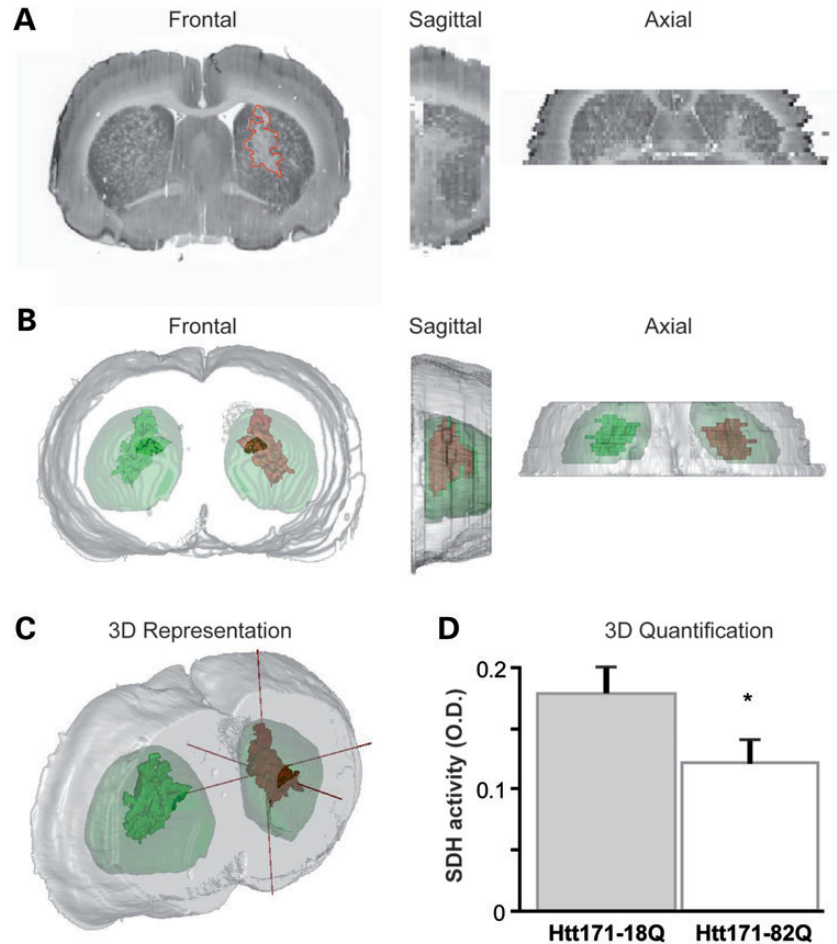 A
Frontal
Sagittal
Axial
B
Frontal
Sagittal
Axial
C
3D Representation
D
3D Quantification
SDH activity (O.D.)
0.2
0.1
0
*
Htt171-18Q
Htt171-82Q